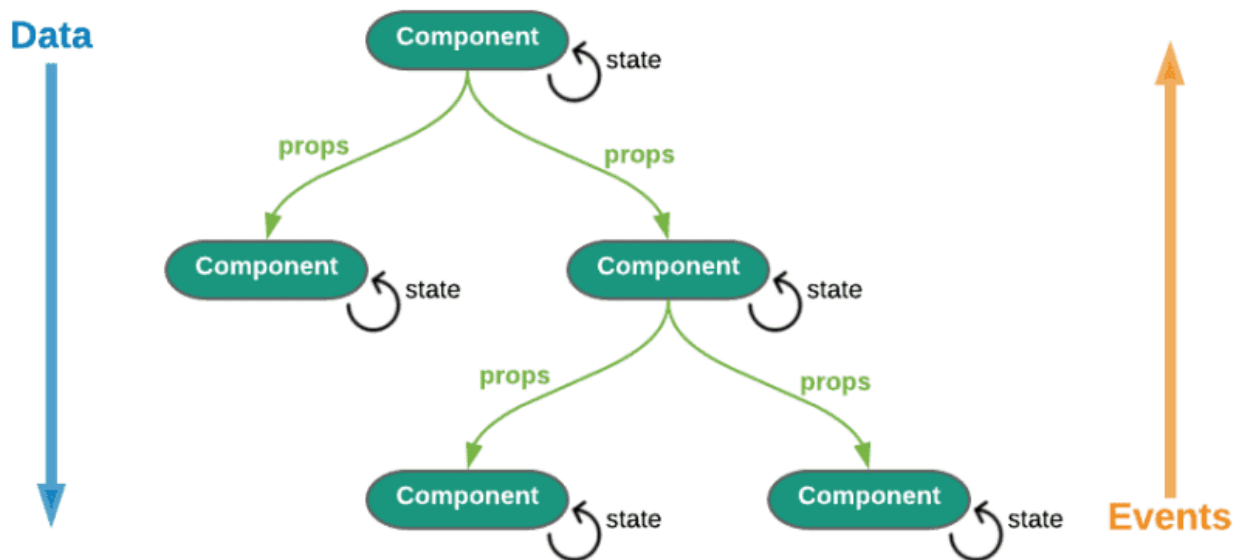 Data
Component
state
props
props
Component
state
Component
state
props
props
Component
state
Component
state
Events